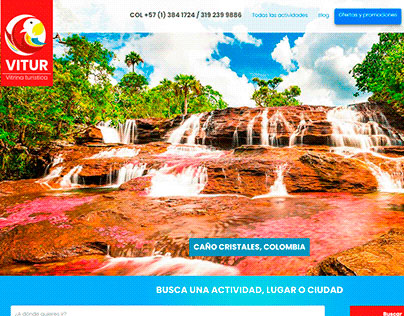 COL +57 (1) 384 1724 / 319 239 9886
Todas las actividades
Blog
Ofertas y promociones
VITUR
Vitrina turística
CAÑO CRISTALES, COLOMBIA
BUSCA UNA ACTIVIDAD, LUGAR O CIUDAD
¿A dónde quieres ir?
Buscar